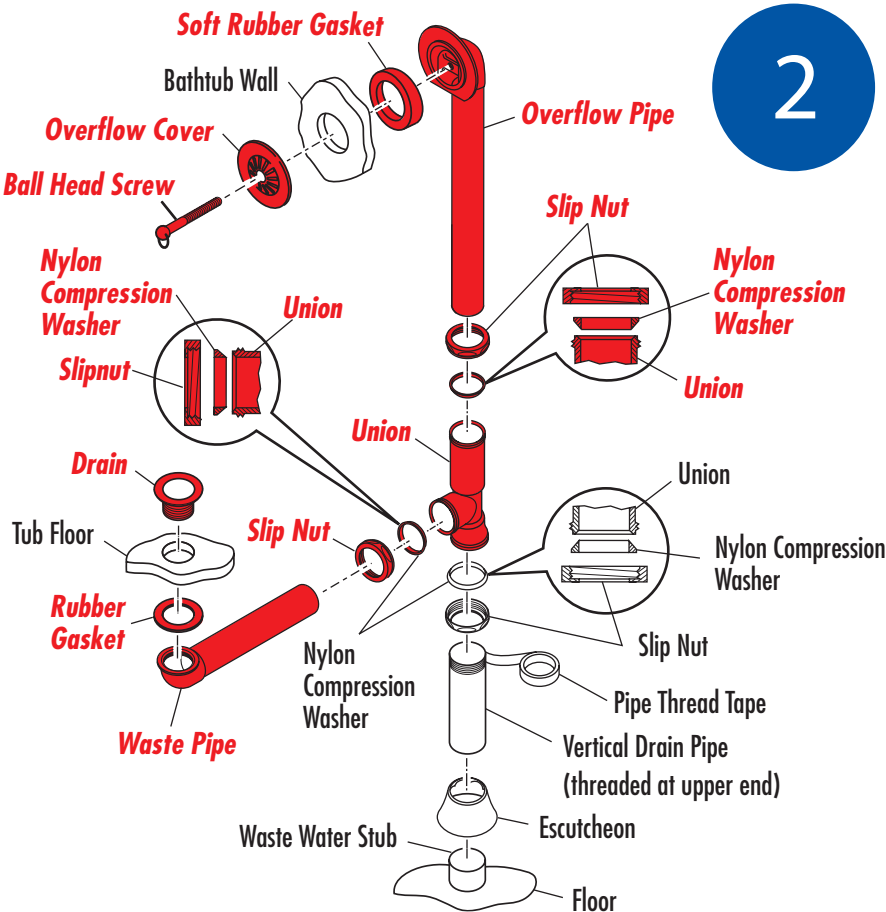 2
Soft Rubber Gasket
Bathtub Wall
Overflow Cover
Overflow Pipe
Ball Head Screw
Slip Nut
Nylon
Compression
Washer
Union
Slipnut
Nylon
Compression
Washer
Union
Union
Drain
Tub Floor
Slip Nut
Union
Nylon Compression
Washer
Rubber
Gasket
Nylon
Compression
Washer
Slip Nut
Pipe Thread Tape
Waste Pipe
Vertical Drain Pipe
(threaded at upper end)
Escutcheon
Waste Water Stub
Floor